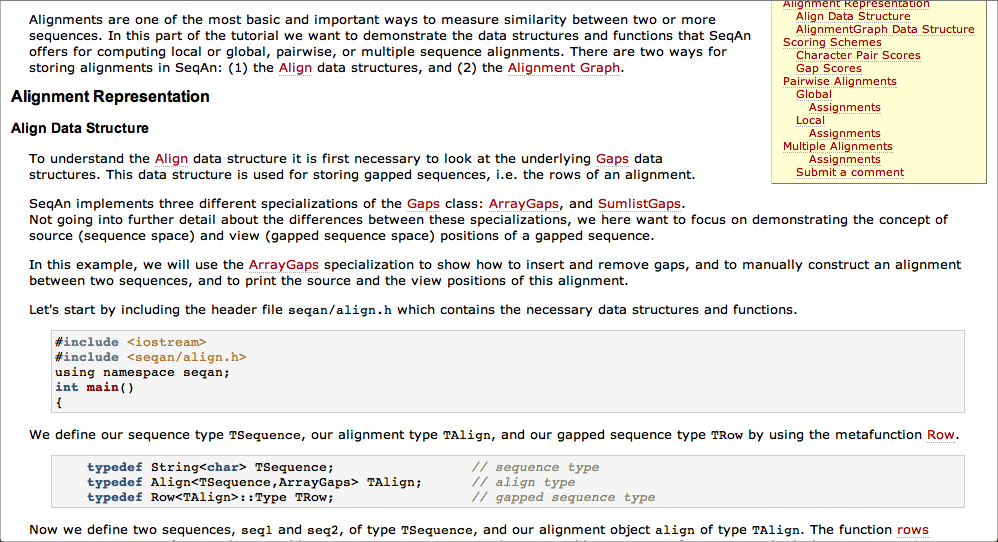 Alignments are one of the most basic and important ways to measure similarity between two or more
sequences. In this part of the tutorial we want to demonstrate the data structures and functions that SeqAn
offers for computing local or global, pairwise, or multiple sequence alignments. There are two ways for
storing alignments in SeqAn: (1) the Align data structures, and (2) the Alignment Graph.
Alignment Representation
Align Data Structure
AlignmentGraph Data Structure
Scoring Schemes
Character Pair Scores
Gap Scores
Pairwise Alignments
Global
Assignments
Local
Assignments
Multiple Alignments
Assignments
Submit a comment
Alignment Representation
Align Data Structure
To understand the Align data structure it is first necessary to look at the underlying Gaps data
structures. This data structure is used for storing gapped sequences, i.e. the rows of an alignment.
SeqAn implements three different specializations of the Gaps class: ArrayGaps, and SumlistGaps.
Not going into further detail about the differences between these specializations, we here want to focus on demonstrating the concept of
source (sequence space) and view (gapped sequence space) positions of a gapped sequence.
In this example, we will use the ArrayGaps specialization to show how to insert and remove gaps, and to manually construct an alignment
between two sequences, and to print the source and the view positions of this alignment.
Let's start by including the header file seqan/align.h which contains the necessary data structures and functions.
#include <iostream>
#include <seqan/align.h>
using namespace seqan;
int main()
{
We define our sequence type TSequence, our alignment type TAlign, and our gapped sequence type TRow by using the metafunction Row.
typedef String<char> TSequence; // sequence type
typedef Align<TSequence,ArrayGaps> TAlign; // align type
typedef Row<TAlign>::Type TRow; // gapped sequence type
Now we define two sequences, seq1 and seq2, of type TSequence, and our alignment object align of type TAlign. The function rows